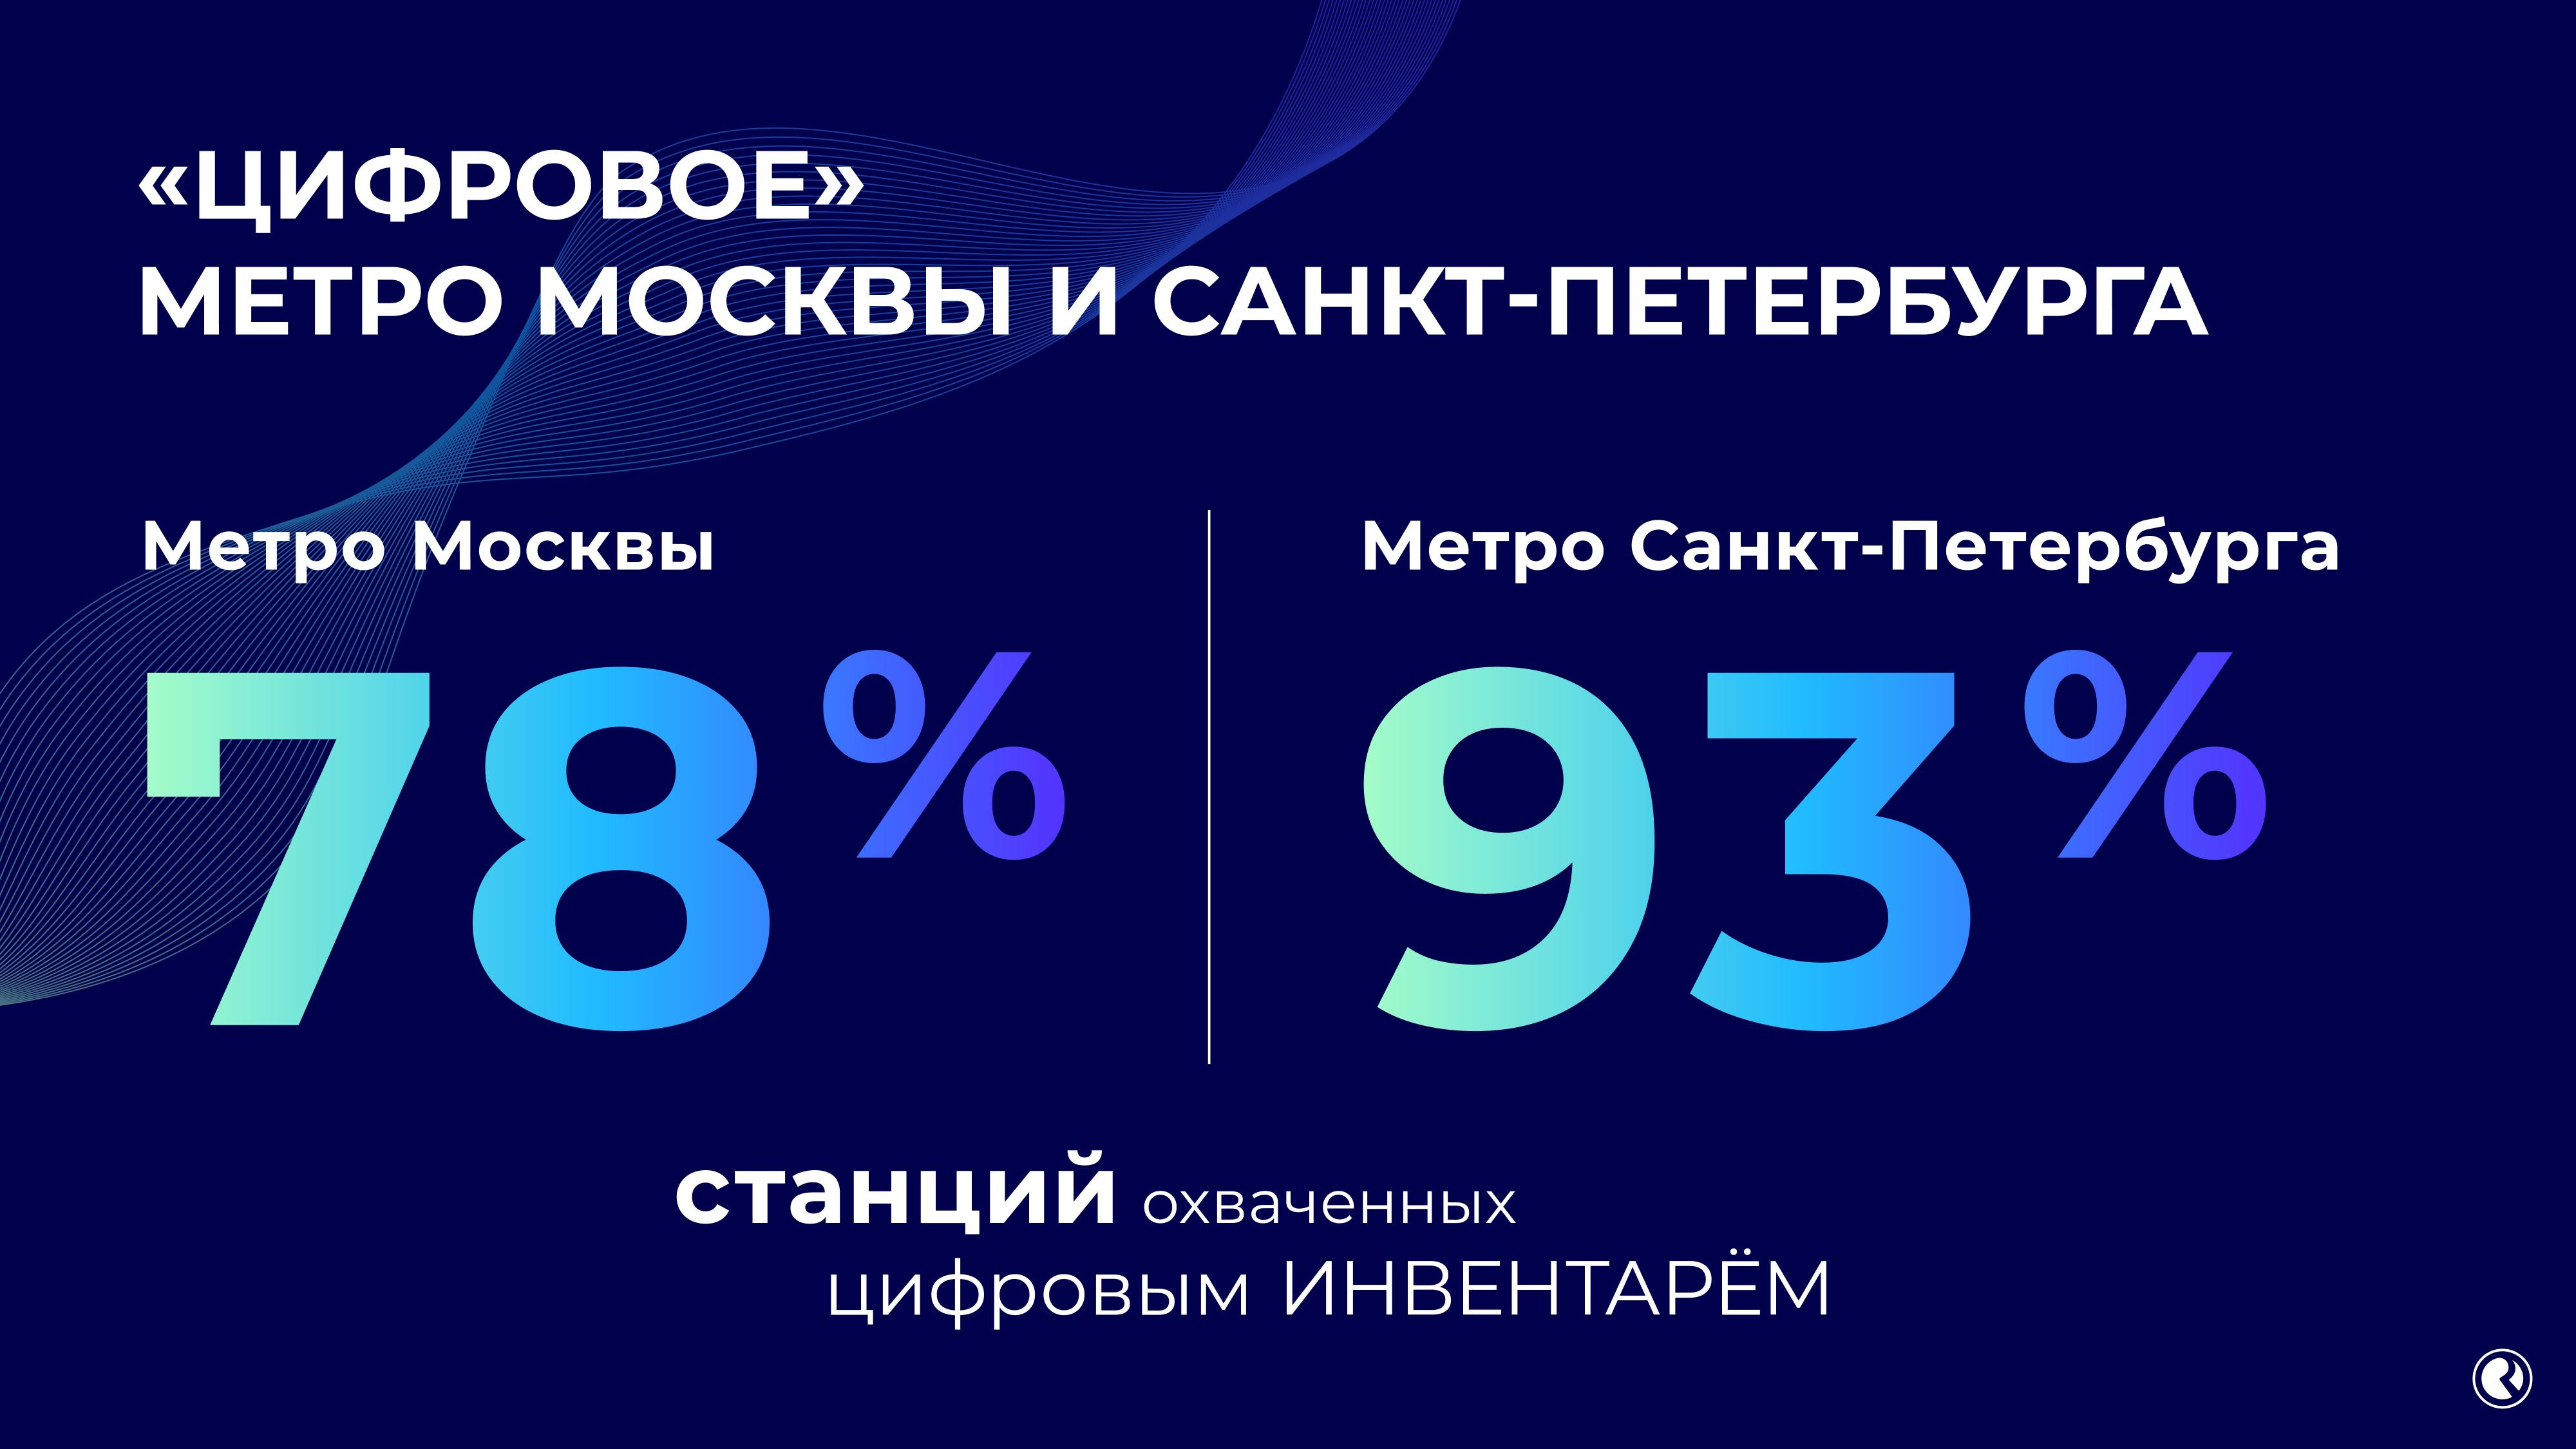 «ЦИФРОВОЕ»
МЕТРО МОСКВЫ И САНКТ-ПЕТЕРБУРГА
Метро Москвы
78%
Метро Санкт-Петербурга
93%
станций охваченных
цифровым ИНВЕНТАРЁМ